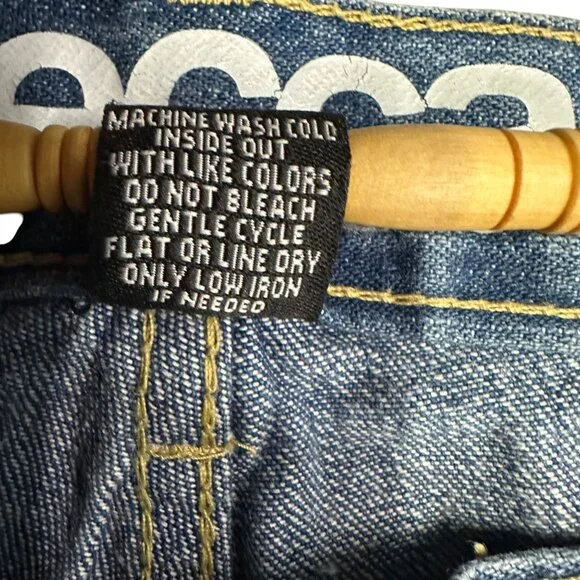 MACHINE WASH COLD
INSIDE OUT
WITH LIKE COLORS
DO NOT BLEACH
GENTLE CYCLE
FLAT OR LINE DRY
ONLY LOW IRON
IF NEEDED